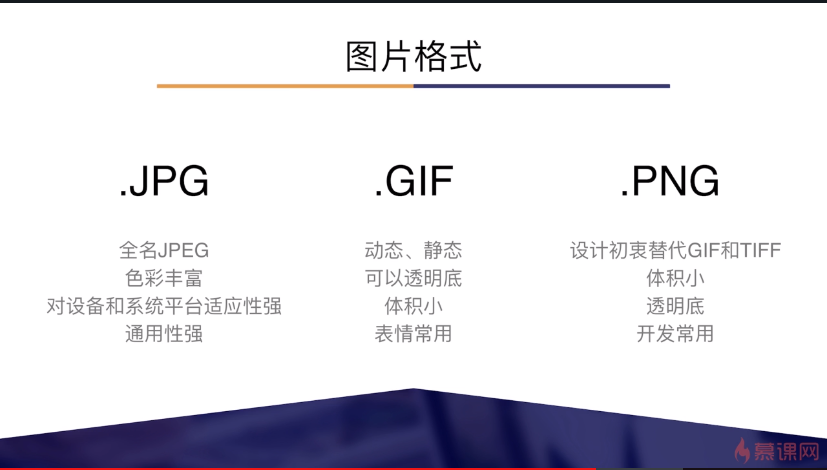 图片格式
.JPG
全名JPEG
色彩丰富
对设备和系统平台适应性强
通用性强
.GIF
动态、静态
可以透明底
体积小
表情常用
.PNG
设计初衷替代GIF和TIFF
体积小
透明底
开发常用
慕课网